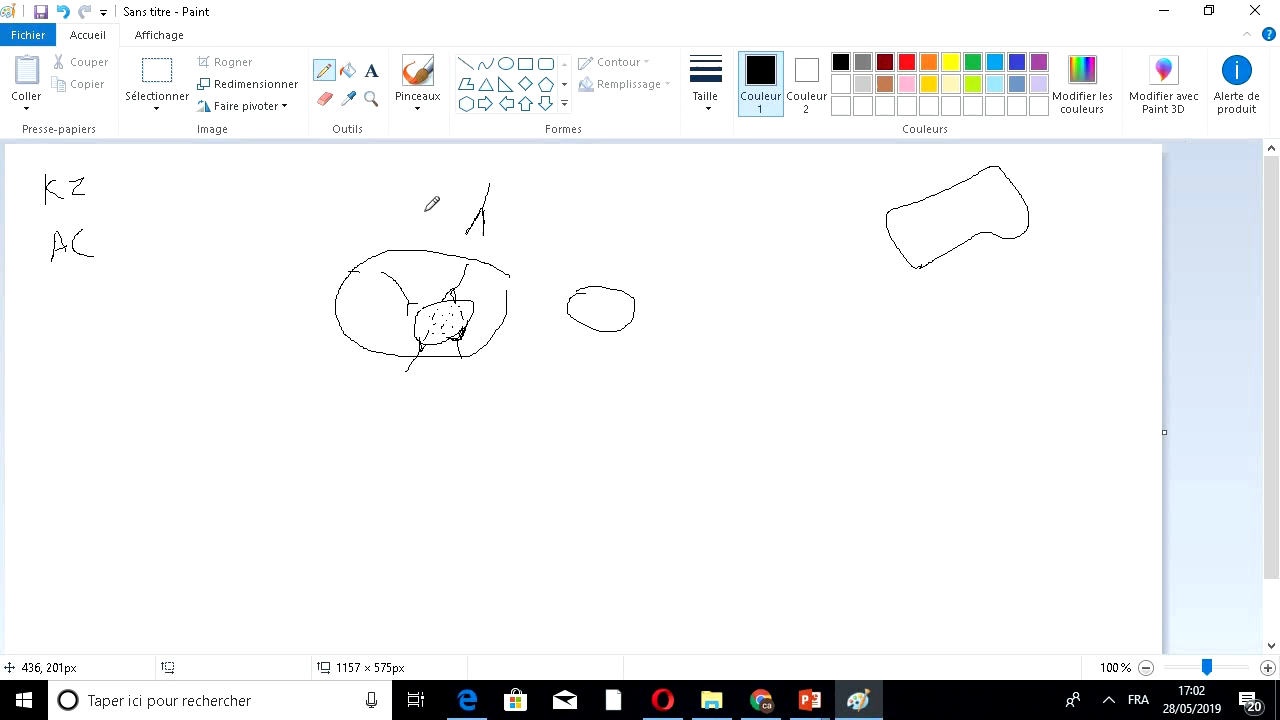 Sans titre - Paint
Fichier Accueil Affichage
Coller
Couper
Copier
Presse-papiers
Sélectionner
Redimensionner
Faire pivoter
Image
A
Outils
Pinceaux
Contour
Remplissage
Formes
Taille
Couleur 1
Couleur 2
Modifier les couleurs
Couleurs
Modifier avec Paint 3D
Alerte de produit
KZ
AC
436, 201px
1157 × 575px
100 %
Taper ici pour rechercher
FRA
17:02
28/05/2019
20